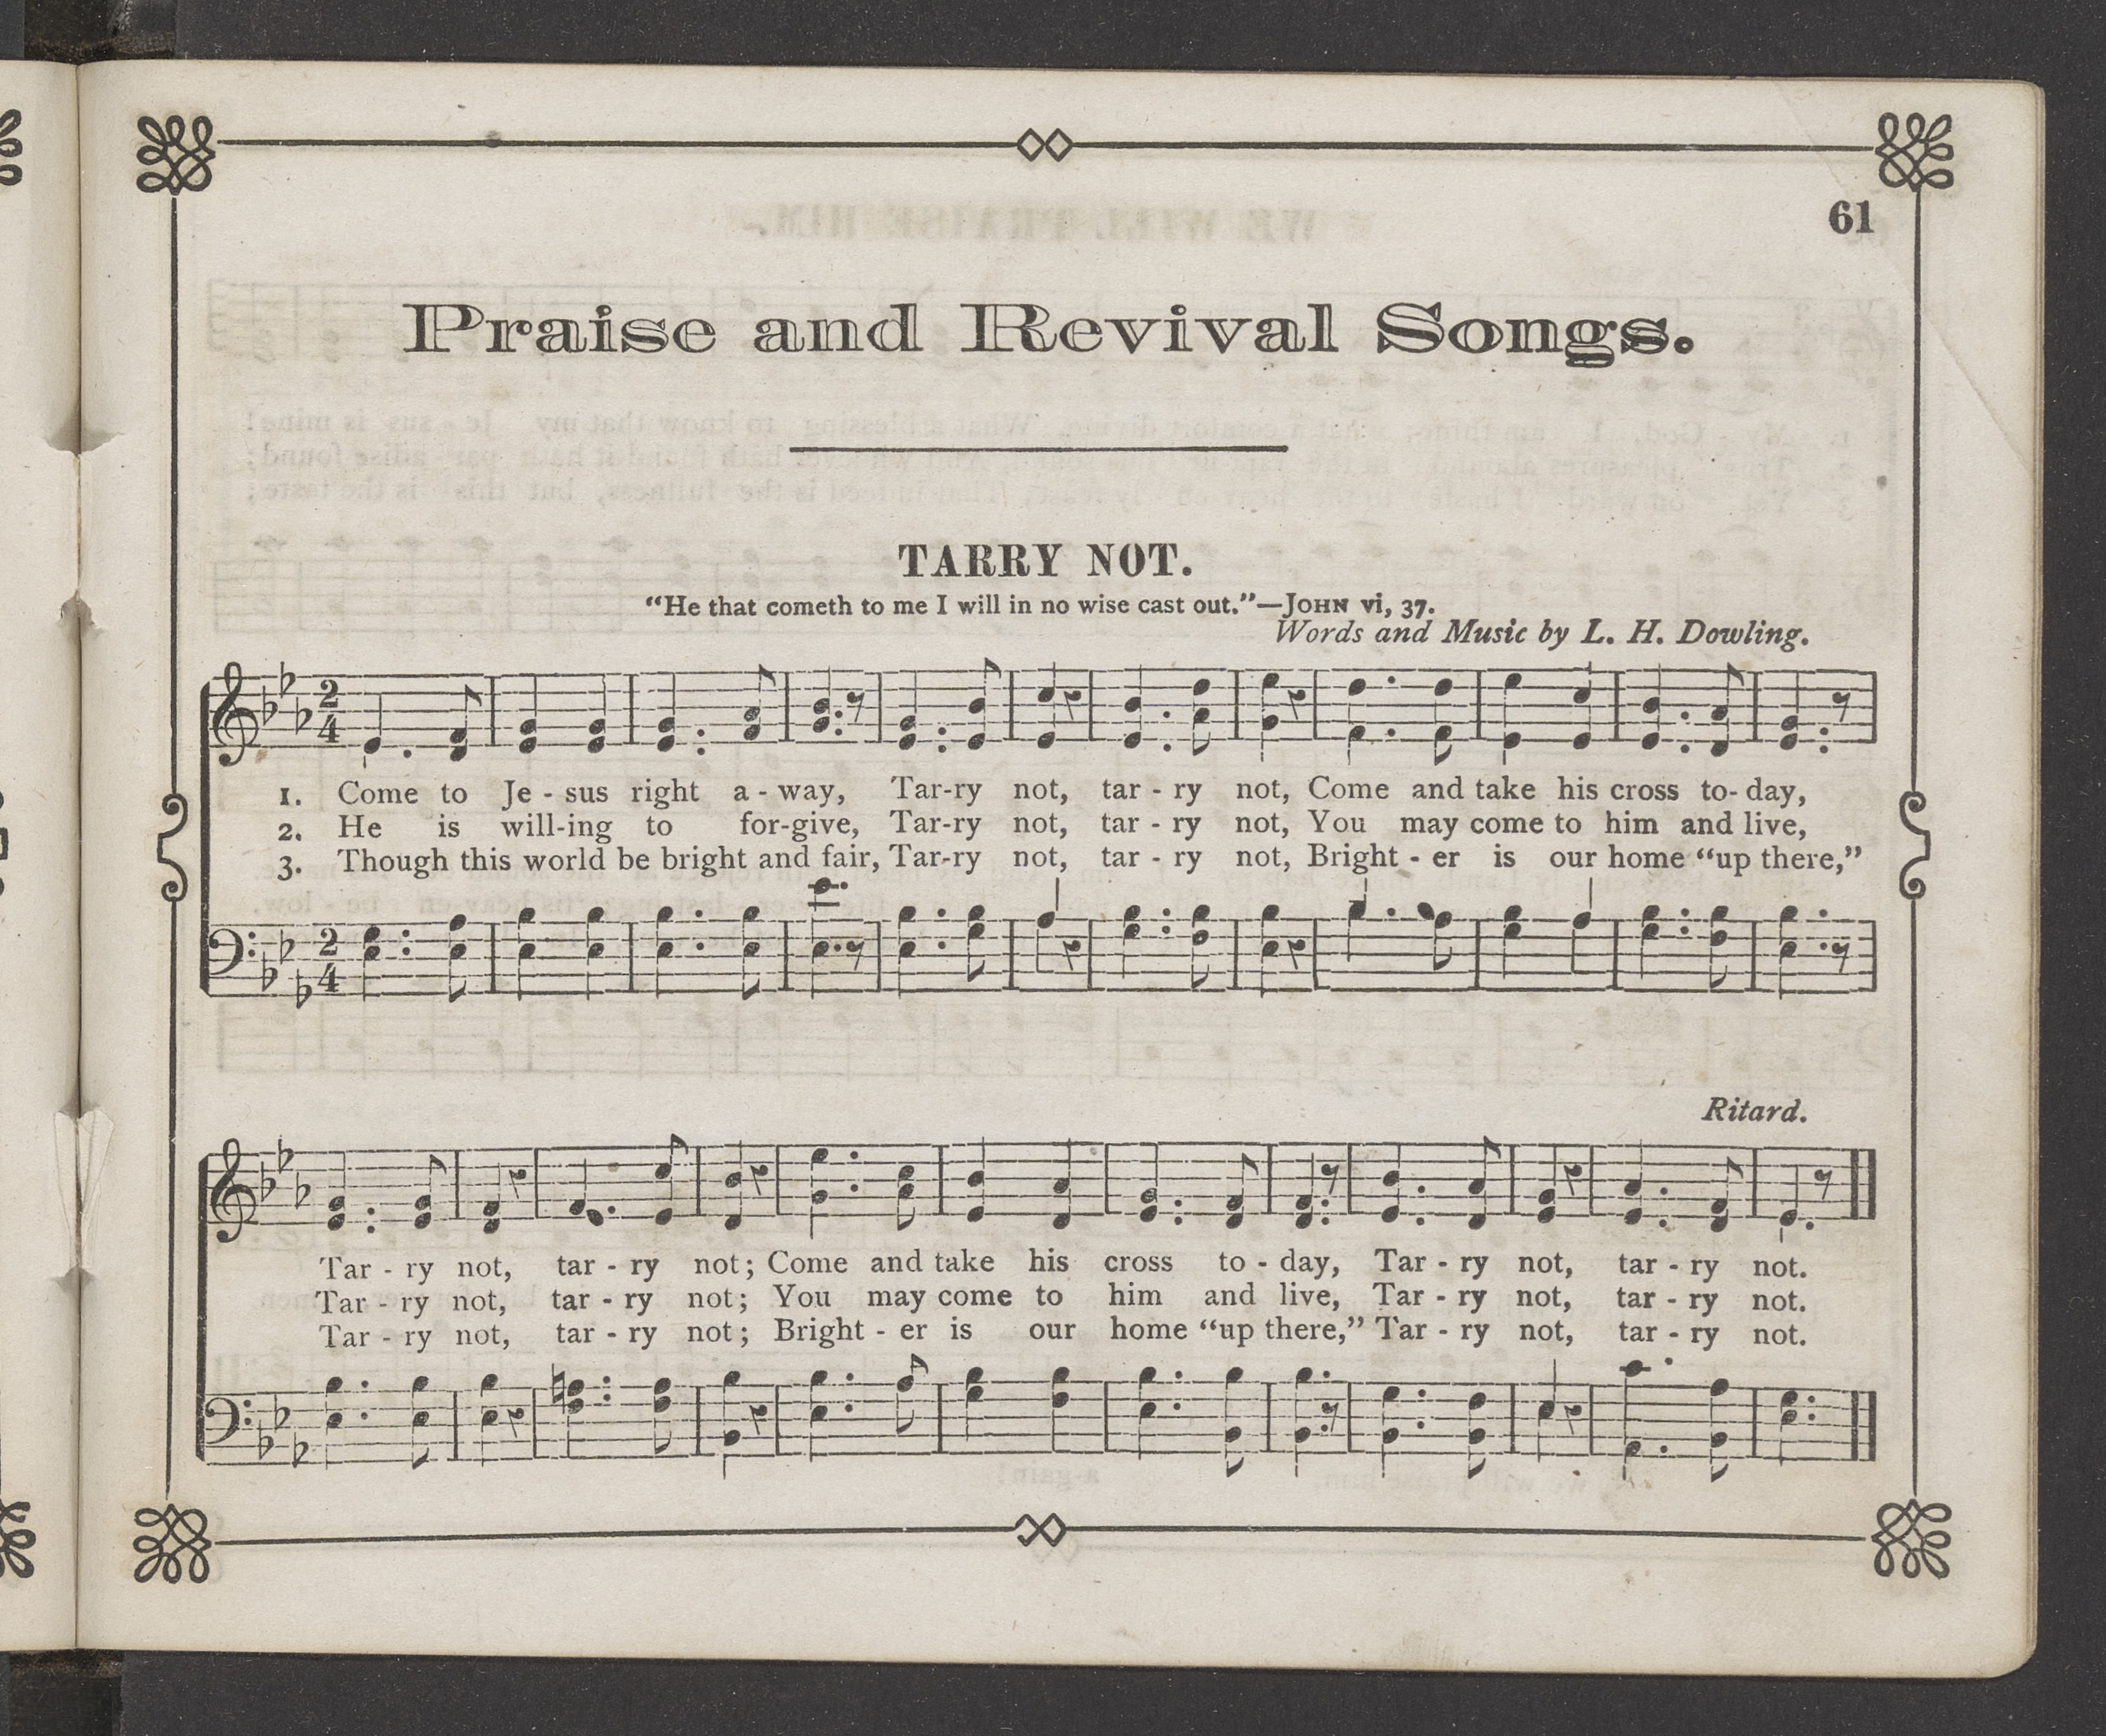 61
Praise and Revival Songs.
TARRY NOT.
“He that cometh to me I will in no wise cast out.”—JOHN vi, 37.
Words and Music by L. H. Dowling.
1. Come to Je - sus right a - way, Tar-ry not, tar - ry not, Come and take his cross to- day,
2. He is will-ing to for-give, Tar-ry not, tar - ry not, You may come to him and live,
3. Though this world be bright and fair, Tar-ry not, tar - ry not, Bright - er is our home “up there,”
Ritard.
Tar - ry not, tar - ry not; Come and take his cross to - day, Tar - ry not, tar - ry not.
Tar - ry not, tar - ry not; You may come to him and live, Tar - ry not, tar - ry not.
Tar - ry not, tar - ry not; Bright - er is our home “up there,” Tar - ry not, tar - ry not.